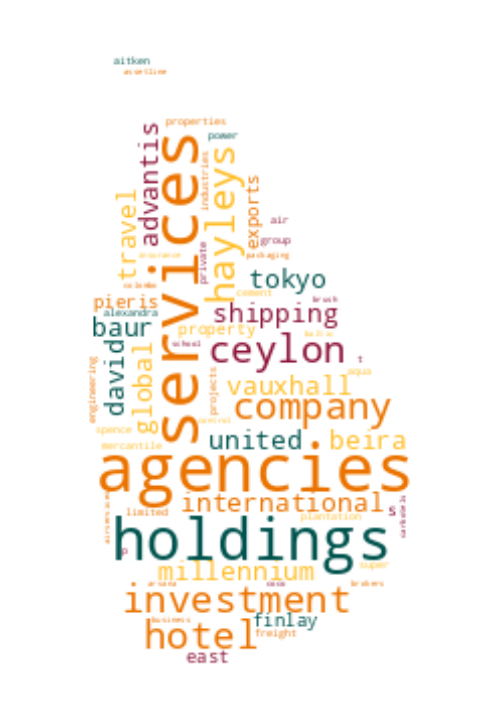 aitken
assetline
properties
power
services
advantis
hayleys
industries
travel
exports
air
group
private
insurance
packaging
tokyo
colombo
cement
brush
pieris
alexandra
shipping
baur
property
david
global
school
ceylon
t
engineering
projects
aqua
vauxhall
company
spence
united
beira
mercantile
agencies
international
s
limited
plantation
holdings
p
super
millennium
brokers
investment
business
finlay
hotel
freight
east